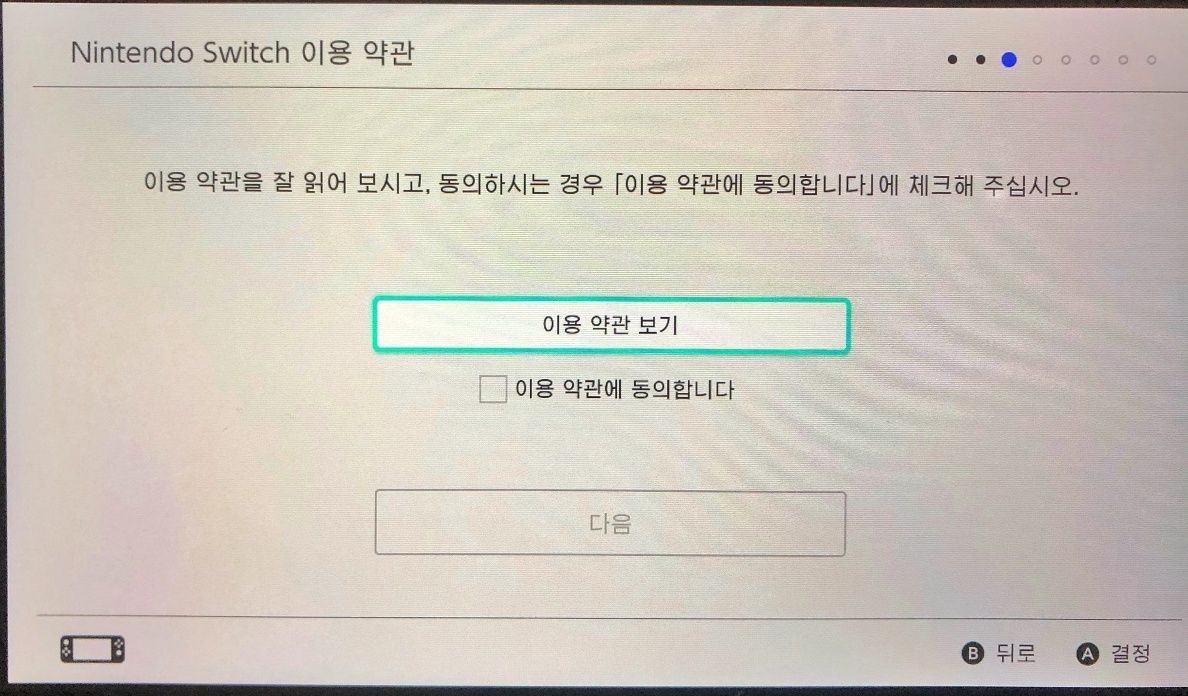 Nintendo Switch 이용 약관
이용 약관을 잘 읽어 보시고, 동의하시는 경우 「이용 약관에 동의합니다」에 체크해 주십시오.
이용 약관 보기
이용 약관에 동의합니다
다음
B 뒤로 A 결정